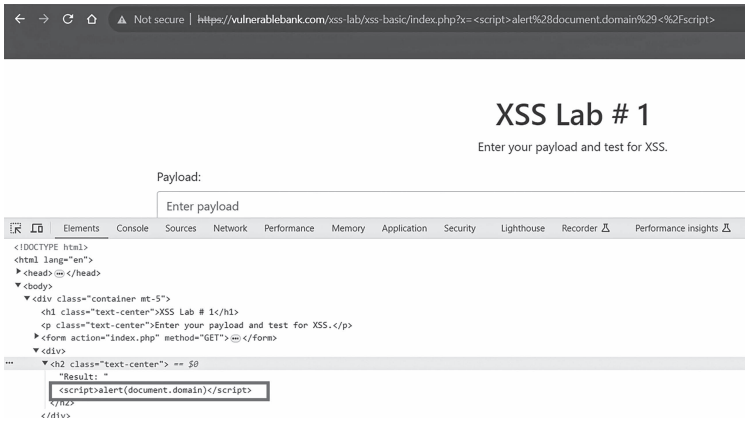 Not secure | https://vulnerablebank.com/xss-lab/xss-basic/index.php?x=<script>alert%28document.domain%29<%2Fscript>
XSS Lab # 1
Enter your payload and test for XSS.
Payload:
Enter payload
Elements Console Sources Network Performance Memory Application Security Lighthouse Recorder Performance insights
<!DOCTYPE html>
<html lang="en">
<head> ••• </head>
<body>
<div class="container mt-5">
<h1 class="text-center">XSS Lab # 1</h1>
<p class="text-center">Enter your payload and test for XSS.</p>
<form action="index.php" method="GET"> ••• </form>
<div>
••• <h2 class="text-center"> == $0
"Result: "
<script>alert(document.domain)</script>
</h2>
</div>